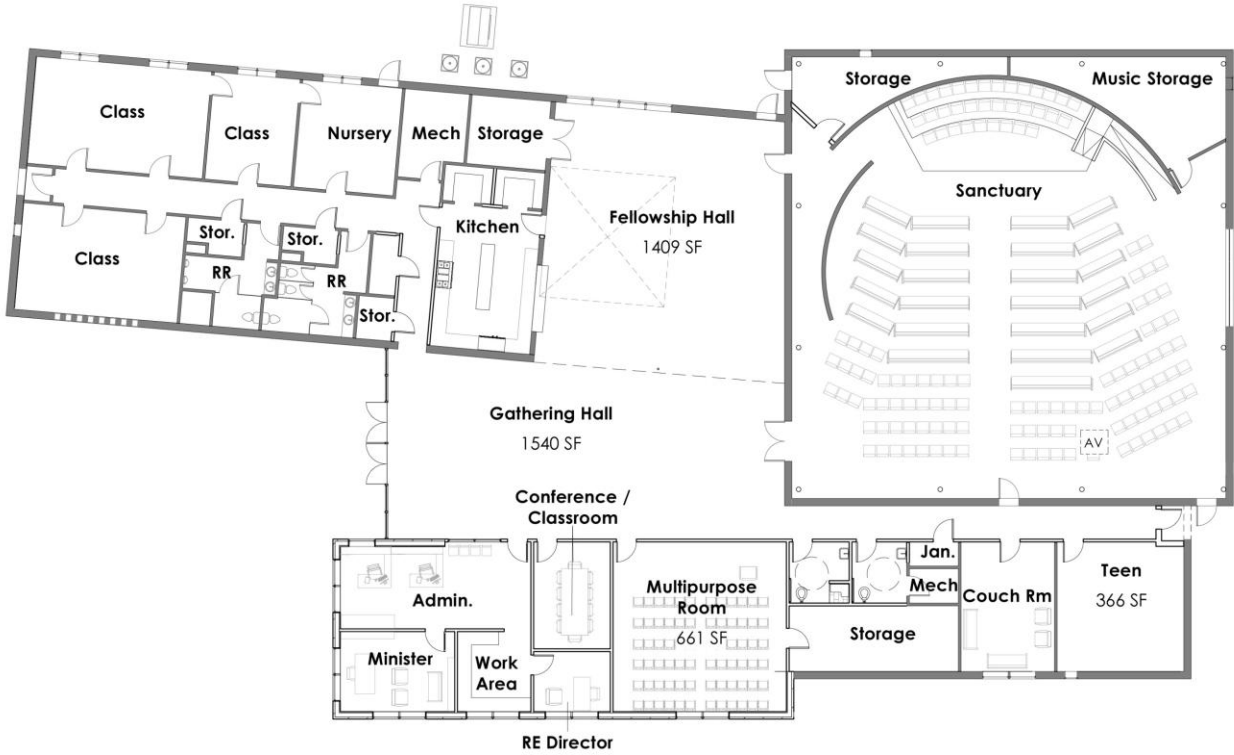 Storage
Music Storage
Class
Class
Nursery
Mech
Storage
Sanctuary
Fellowship Hall
1409 SF
Kitchen
Stor.
Stor.
Class
RR
RR
Stor.
Gathering Hall
1540 SF
AV
Conference /
Classroom
Jan.
Mech
Teen
366 SF
Couch Rm
Multipurpose
Room
661 SF
Admin.
Storage
Minister
Work
Area
RE Director